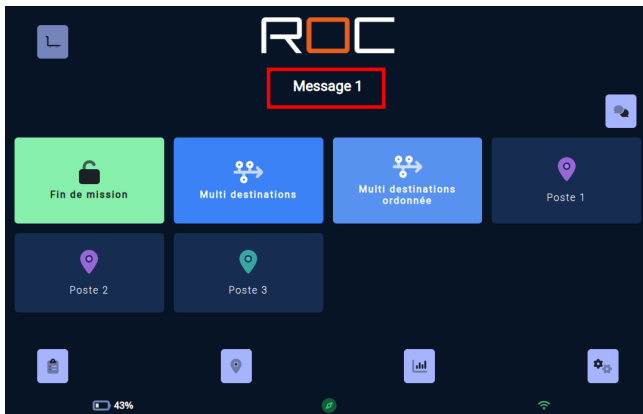 ROC
Message 1
Fin de mission
Multi destinations
Multi destinations
ordonnée
Poste 1
Poste 2
Poste 3
43%